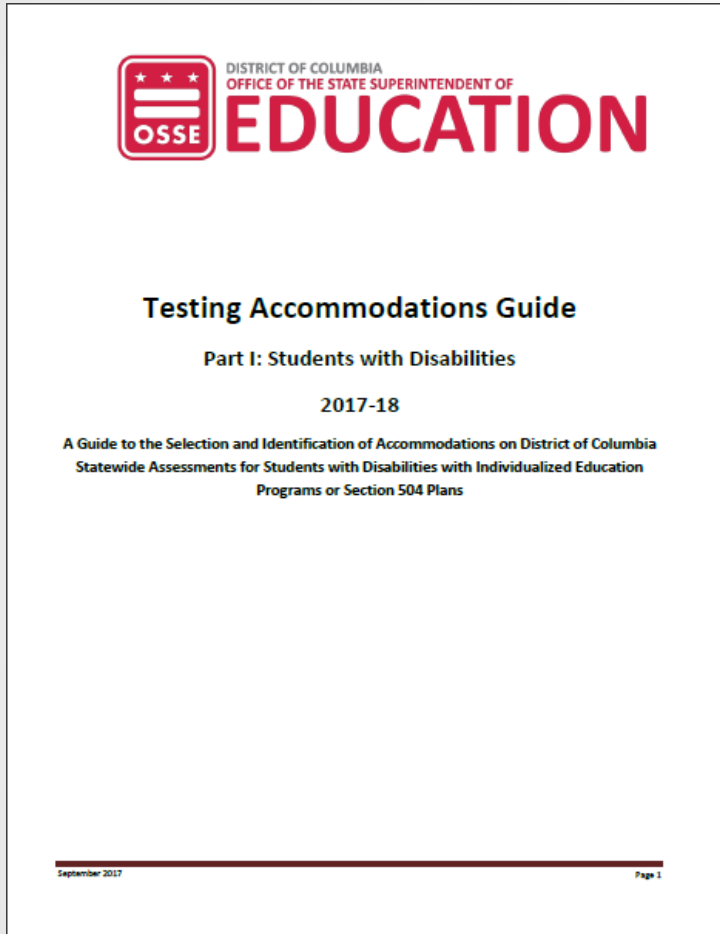 DISTRICT OF COLUMBIA
OFFICE OF THE STATE SUPERINTENDENT OF
OSSE EDUCATION
Testing Accommodations Guide
Part I: Students with Disabilities
2017-18
A Guide to the Selection and Identification of Accommodations on District of Columbia
Statewide Assessments for Students with Disabilities with Individualized Education
Programs or Section 504 Plans
September 2017 Page 1